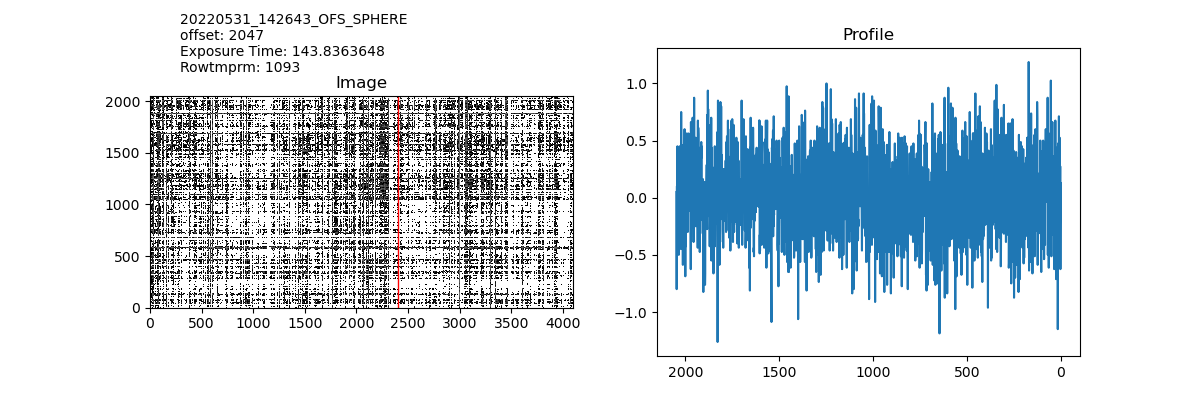 20220531_142643_OFS_SPHERE
offset: 2047
Exposure Time: 143.8363648
Rowtmprm: 1093
Image
2000
1500
1000
500
0
0 500 1000 1500 2000 2500 3000 3500 4000
Profile
1.0
0.5
0.0
−0.5
−1.0
2000 1500 1000 500 0